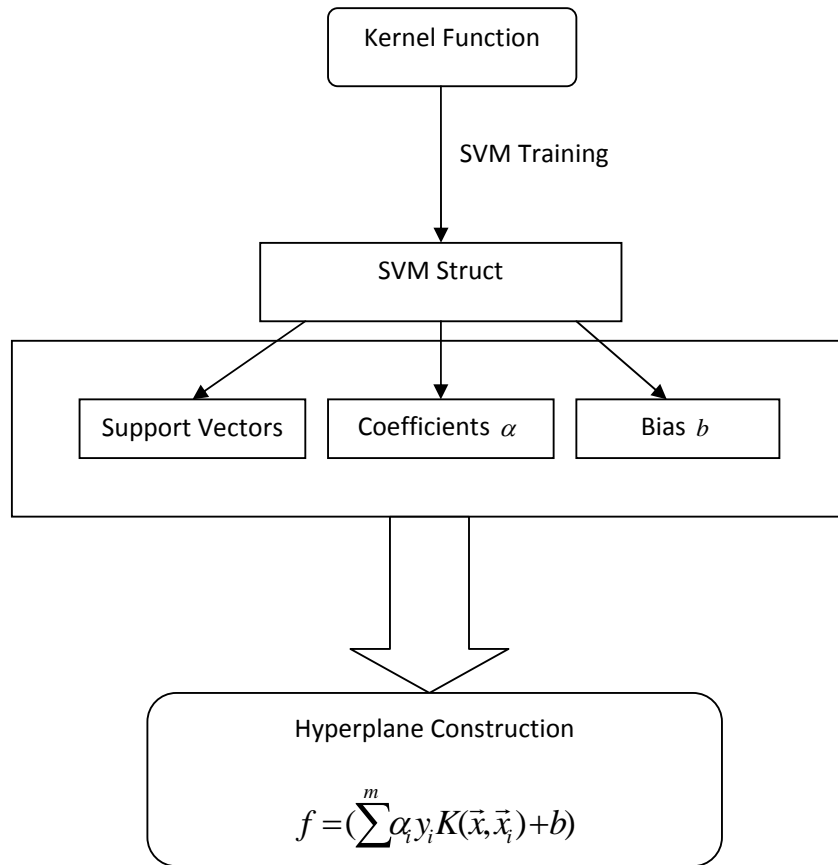 Kernel Function
SVM Training
SVM Struct
Support Vectors
Coefficients α
Bias b
Hyperplane Construction
f = (∑^m α_i y_i K(x⃗, x⃗_i) + b)